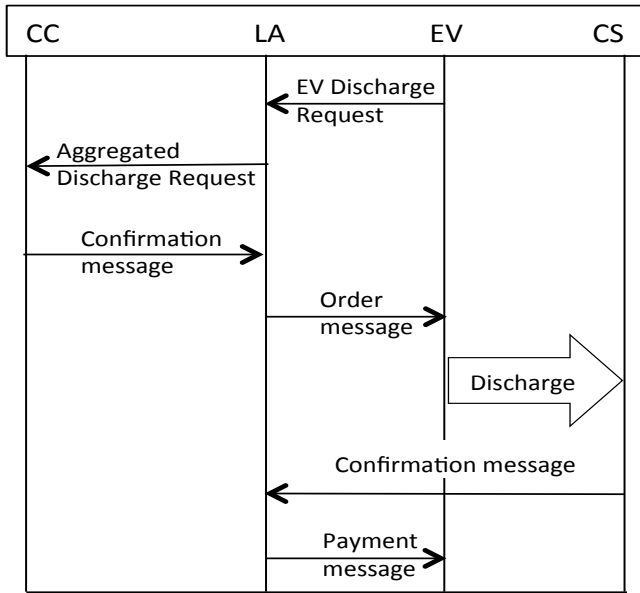 CC LA EV CS
EV Discharge
Request
Aggregated
Discharge Request
Confirmation
message
Order
message
Discharge
Confirmation message
Payment
message